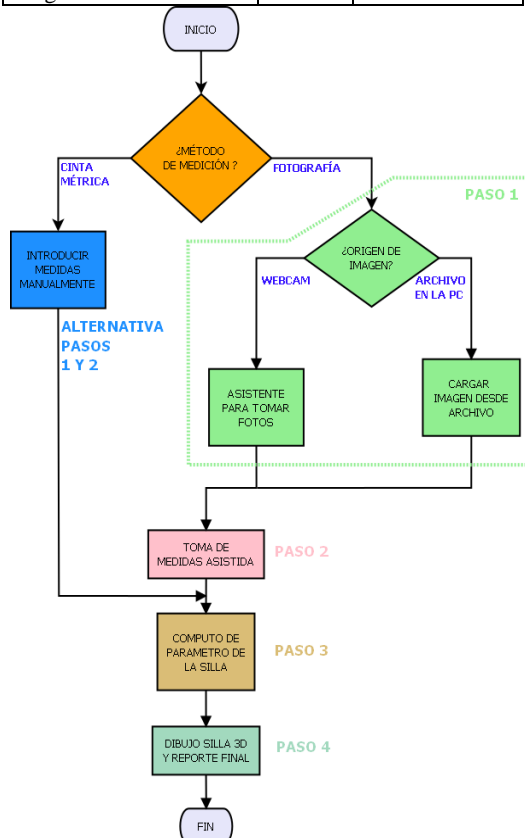 INICIO
¿MÉTODO
DE MEDICIÓN ?
CINTA
MÉTRICA
FOTOGRAFÍA
PASO 1
INTRODUCIR
MEDIDAS
MANUALMENTE
¿ORIGEN DE
IMAGEN?
WEBCAM
ARCHIVO
EN LA PC
ALTERNATIVA
PASOS
1 Y 2
ASISTENTE
PARA TOMAR
FOTOS
CARGAR
IMAGEN DESDE
ARCHIVO
TOMA DE
MEDIDAS ASISTIDA
PASO 2
COMPUTO DE
PARAMETRO DE
LA SILLA
PASO 3
DIBUJO SILLA 3D
Y REPORTE FINAL
PASO 4
FIN